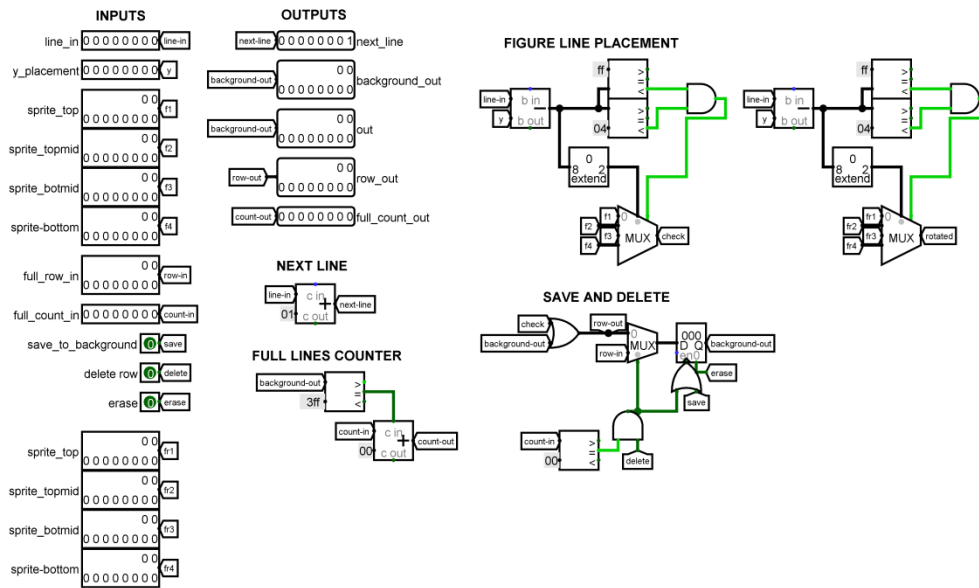 INPUTS
line_in 0 0 0 0 0 0 0 0 line-in
y_placement 0 0 0 0 0 0 0 0 y
0 0
sprite_top 0 0 0 0 0 0 0 0 f1
0 0
sprite_topmid 0 0 0 0 0 0 0 0 f2
0 0
sprite_botmid 0 0 0 0 0 0 0 0 f3
0 0
sprite-bottom 0 0 0 0 0 0 0 0 f4
0 0
full_row_in 0 0 0 0 0 0 0 0 row-in
full_count_in 0 0 0 0 0 0 0 0 count-in
save_to_background 0 save
delete row 0 delete
erase 0 erase
0 0
sprite_top 0 0 0 0 0 0 0 0 fr1
0 0
sprite_topmid 0 0 0 0 0 0 0 0 fr2
0 0
sprite_botmid 0 0 0 0 0 0 0 0 fr3
0 0
sprite-bottom 0 0 0 0 0 0 0 0 fr4
OUTPUTS
next-line 0 0 0 0 0 0 0 1 next_line
0 0
background-out 0 0 0 0 0 0 0 0 background_out
0 0
background-out 0 0 0 0 0 0 0 0 out
0 0
row-out 0 0 0 0 0 0 0 0 row_out
count-out 0 0 0 0 0 0 0 0 full_count_out
NEXT LINE
line-in c in
+ next-line
01 c out
FULL LINES COUNTER
background-out >
=
3ff <
count-in c in
+ count-out
00 c out
FIGURE LINE PLACEMENT
ff >
=
<
line-in b in
y b out
>
=
04 <
0
8 2
extend
f1 0
f2
f3 MUX check
f4
ff >
=
<
line-in b in
y b out
>
=
04 <
0
8 2
extend
fr1 0
fr2
fr3 MUX rotated
fr4
SAVE AND DELETE
check
background-out
row-out
0
MUX
row-in
000
D Q
en0
background-out
erase
save
count-in >
=
00 <
delete